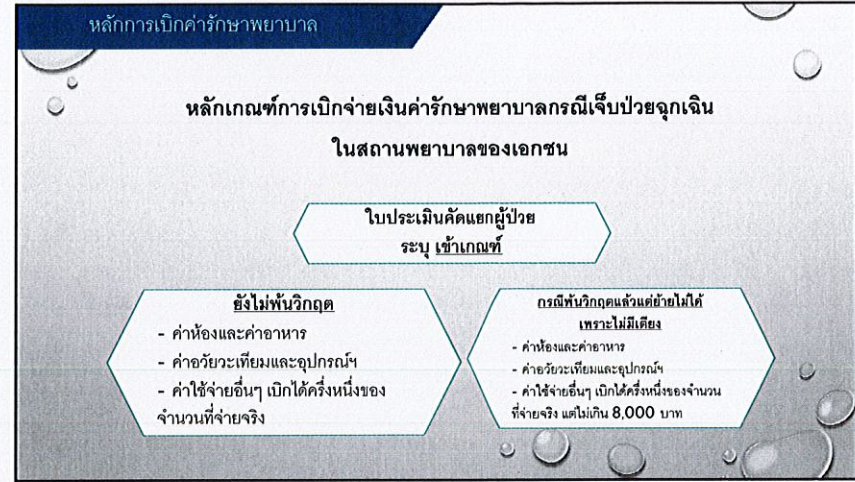 หลักการเบิกค่ารักษาพยาบาล
หลักเกณฑ์การเบิกจ่ายเงินค่ารักษาพยาบาลกรณีเจ็บป่วยฉุกเฉิน
ในสถานพยาบาลของเอกชน
ใบประเมินคัดแยกผู้ป่วย
ระบุ เข้าเกณฑ์
ยังไม่พ้นวิกฤต
- ค่าห้องและค่าอาหาร
- ค่าอวัยวะเทียมและอุปกรณ์ฯ
- ค่าใช้จ่ายอื่นๆ เบิกได้ครึ่งหนึ่งของ
จำนวนที่จ่ายจริง
กรณีพ้นวิกฤตแล้วแต่ย้ายไม่ได้
เพราะไม่มีเตียง
- ค่าห้องและค่าอาหาร
- ค่าอวัยวะเทียมและอุปกรณ์ฯ
- ค่าใช้จ่ายอื่นๆ เบิกได้ครึ่งหนึ่งของจำนวน
ที่จ่ายจริง แต่ไม่เกิน 8,000 บาท